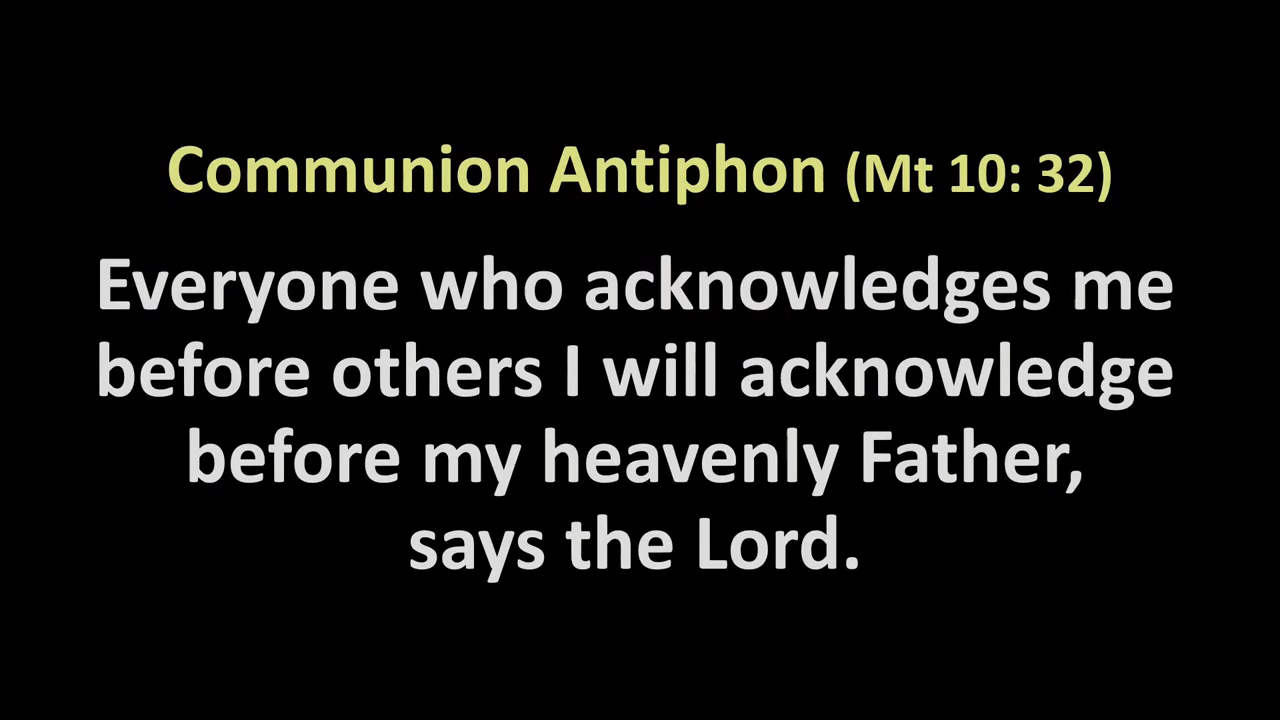 Communion Antiphon (Mt 10: 32)
Everyone who acknowledges me
before others I will acknowledge
before my heavenly Father,
says the Lord.